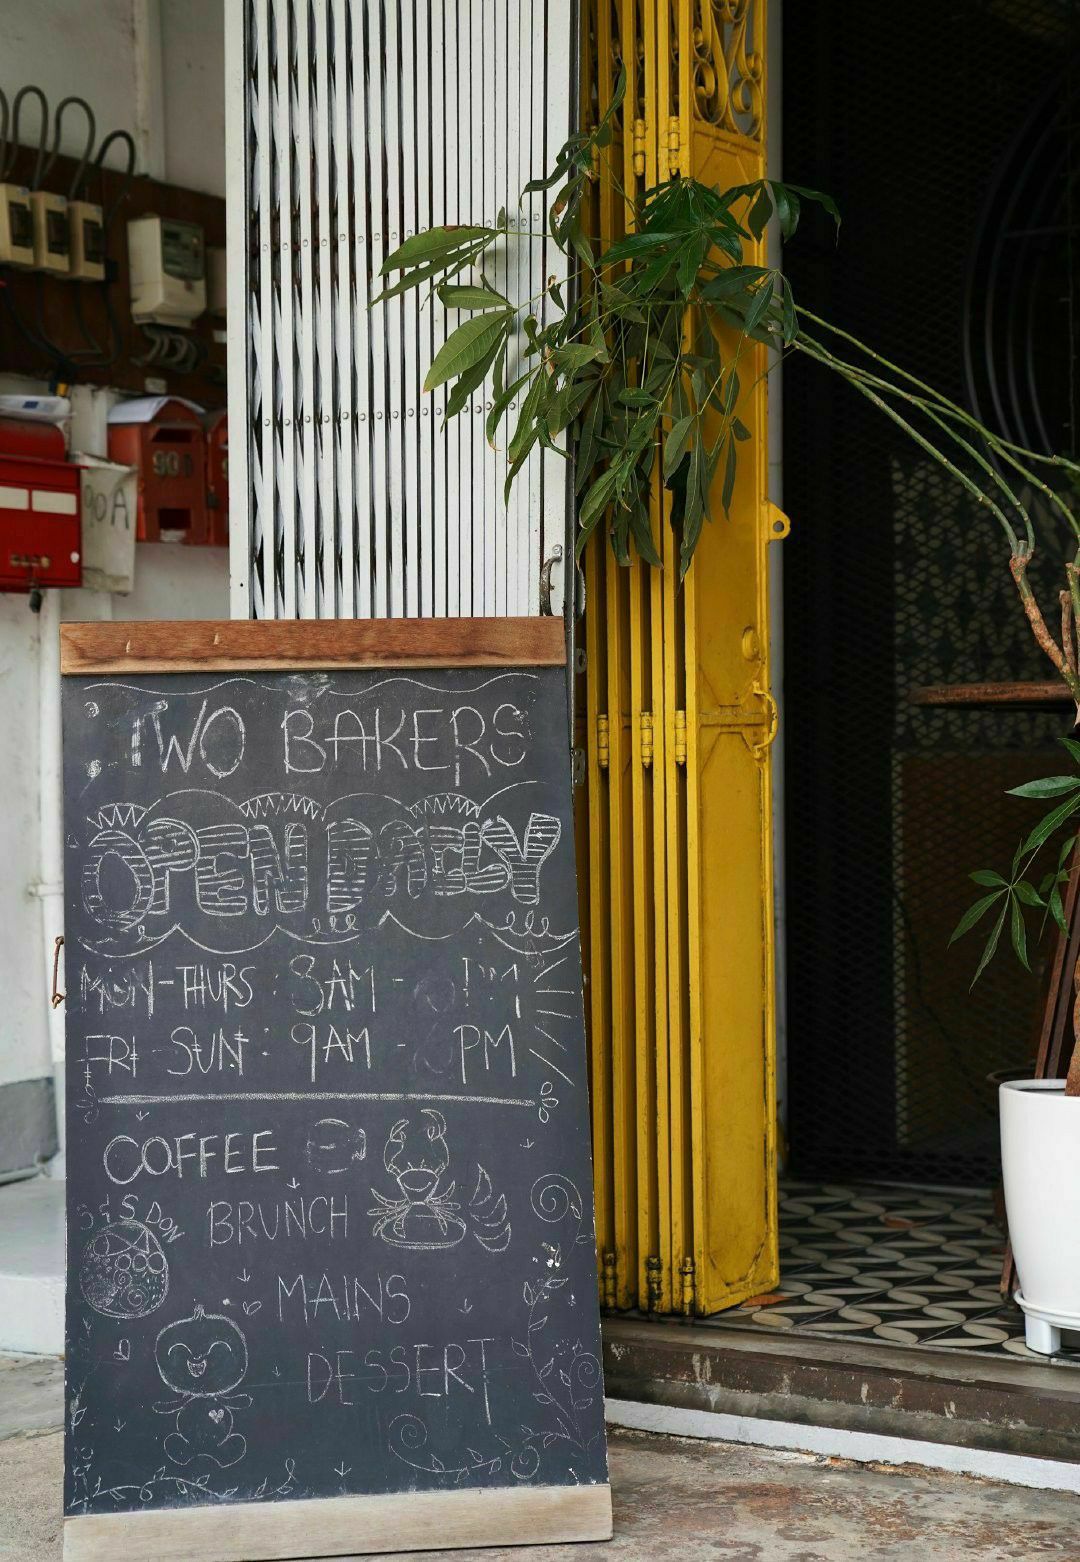 90A
TWO BAKERS
OPEN DAILY
MON-THURS : 8AM -
FRI - SUN : 9AM - PM
COFFEE
BRUNCH
MAINS
DESSERT